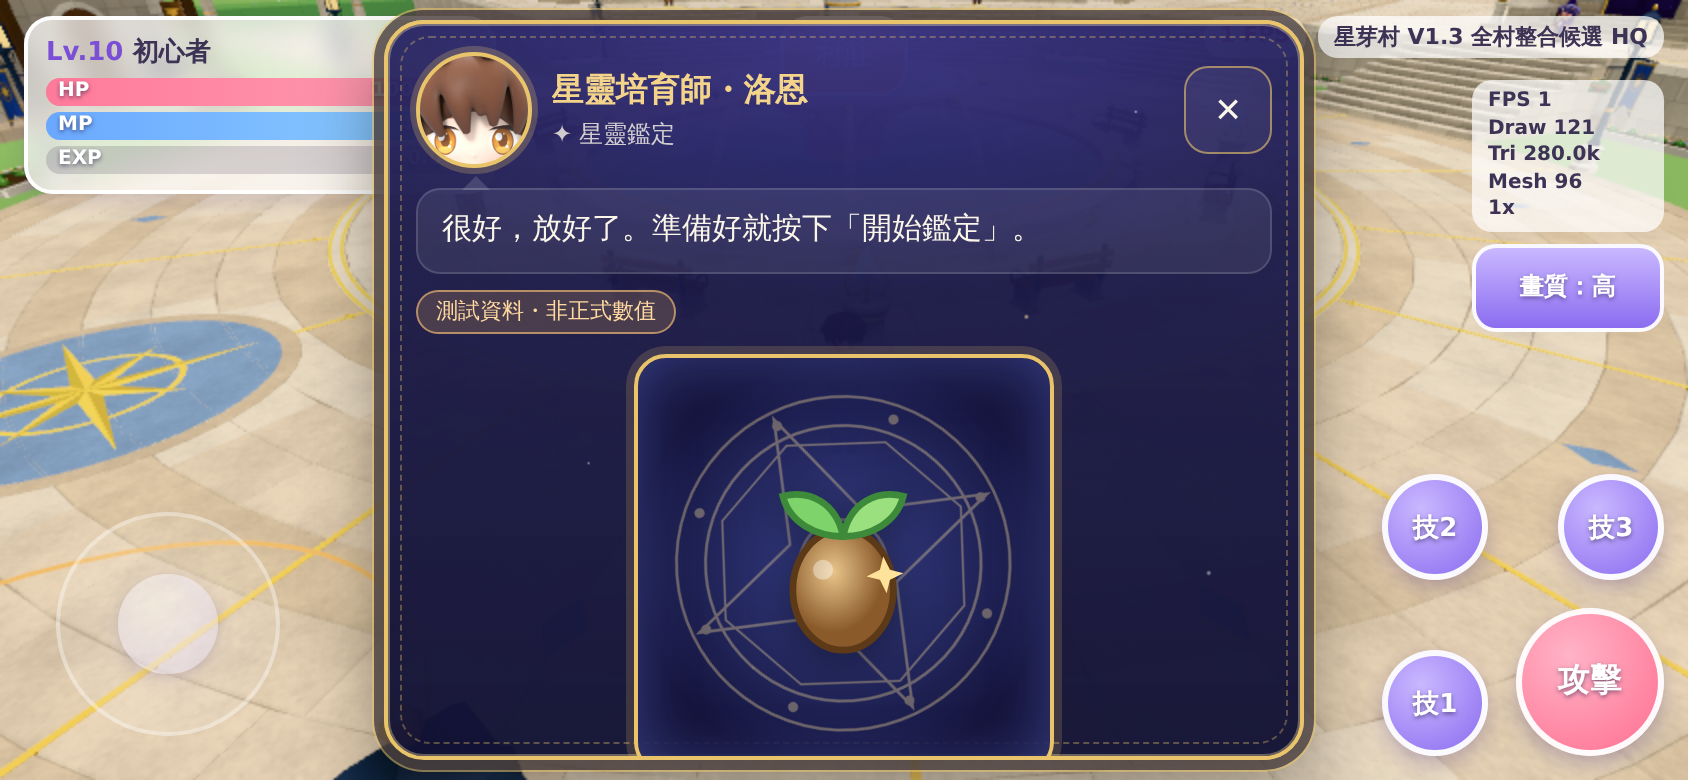 Lv.10 初心者
HP
MP
EXP
星靈培育師・洛恩
✦ 星靈鑑定
×
很好，放好了。準備好就按下「開始鑑定」。
測試資料・非正式數值
星芽村 V1.3 全村整合候選 HQ
FPS 1
Draw 121
Tri 280.0k
Mesh 96
1x
畫質：高
技2
技3
技1
攻擊